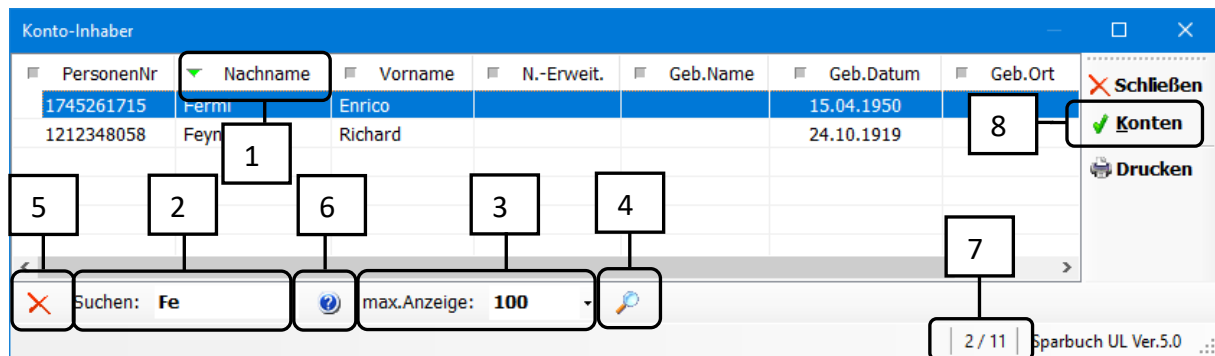 Konto-Inhaber
PersonenNr Nachname Vorname N.-Erweit. Geb.Name Geb.Datum Geb.Ort
Schließen
1745261715 Fermi Enrico 15.04.1950
8
Konten
1212348058 Feyn Richard 24.10.1919
1
Drucken
5 2 6 3 4
7
Suchen: Fe max.Anzeige: 100
2 / 11 Sparbuch UL Ver.5.0